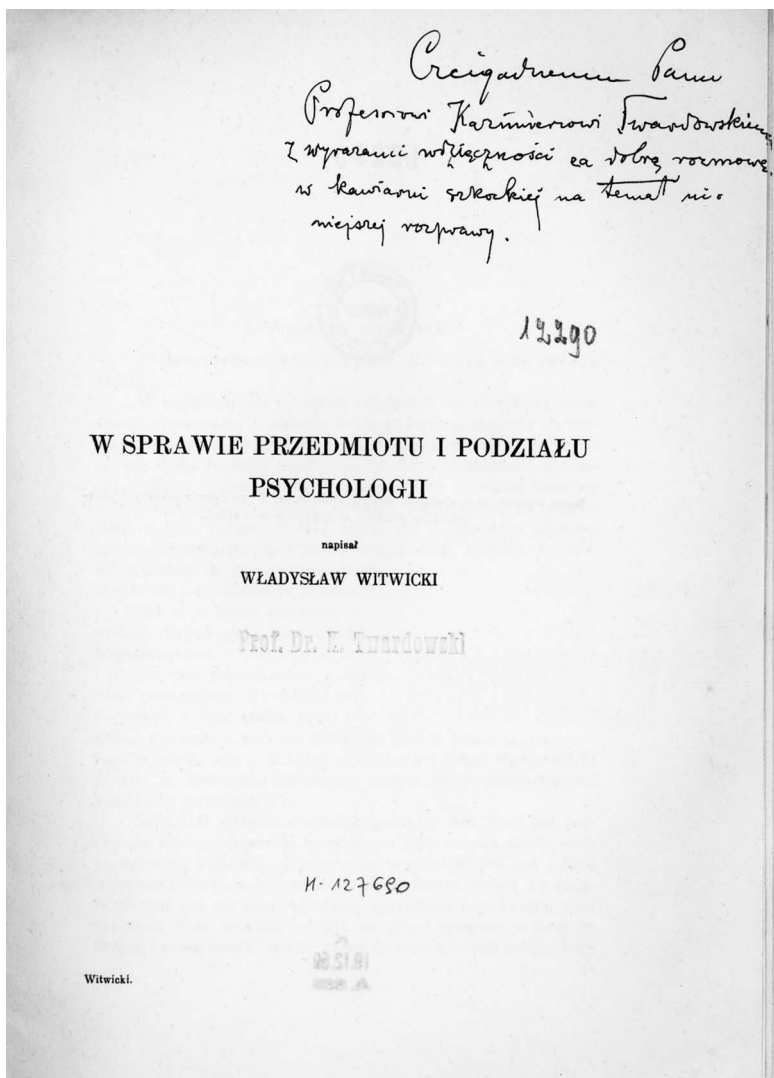 Czcigodnemu Panu
Profesorowi Kazimierzowi Twardowskiemu
z wyrazami wdzięczności za dobrą rozmowę
w kawiarni szkockiej na temat ni-
niejszej rozprawy.
12290
W SPRAWIE PRZEDMIOTU I PODZIAŁU
PSYCHOLOGII
napisał
WŁADYSŁAW WITWICKI
Prof. Dr. K. Twardowski
H-127690
Witwicki.